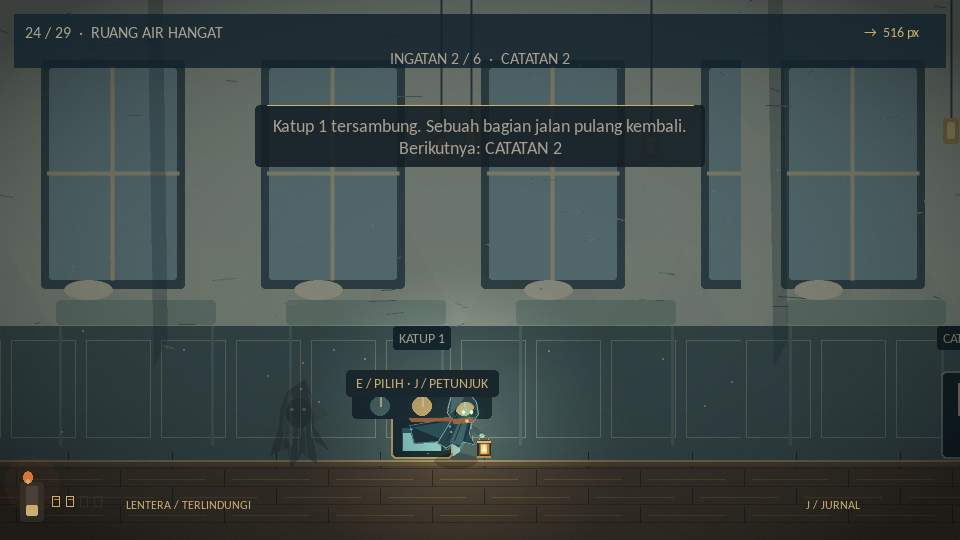 24 / 29 · RUANG AIR HANGAT
→ 516 px
INGATAN 2 / 6 · CATATAN 2
Katup 1 tersambung. Sebuah bagian jalan pulang kembali.
Berikutnya: CATATAN 2
KATUP 1
CAT
E / PILIH · J / PETUNJUK
LENTERA / TERLINDUNGI
J / JURNAL